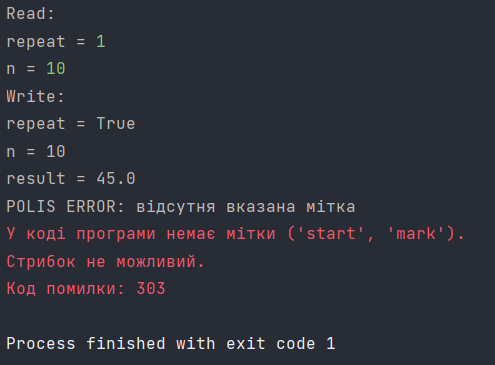 Read:
repeat = 1
n = 10
Write:
repeat = True
n = 10
result = 45.0
POLIS ERROR: відсутня вказана мітка
У коді програми немає мітки ('start', 'mark').
Стрибок не можливий.
Код помилки: 303
Process finished with exit code 1